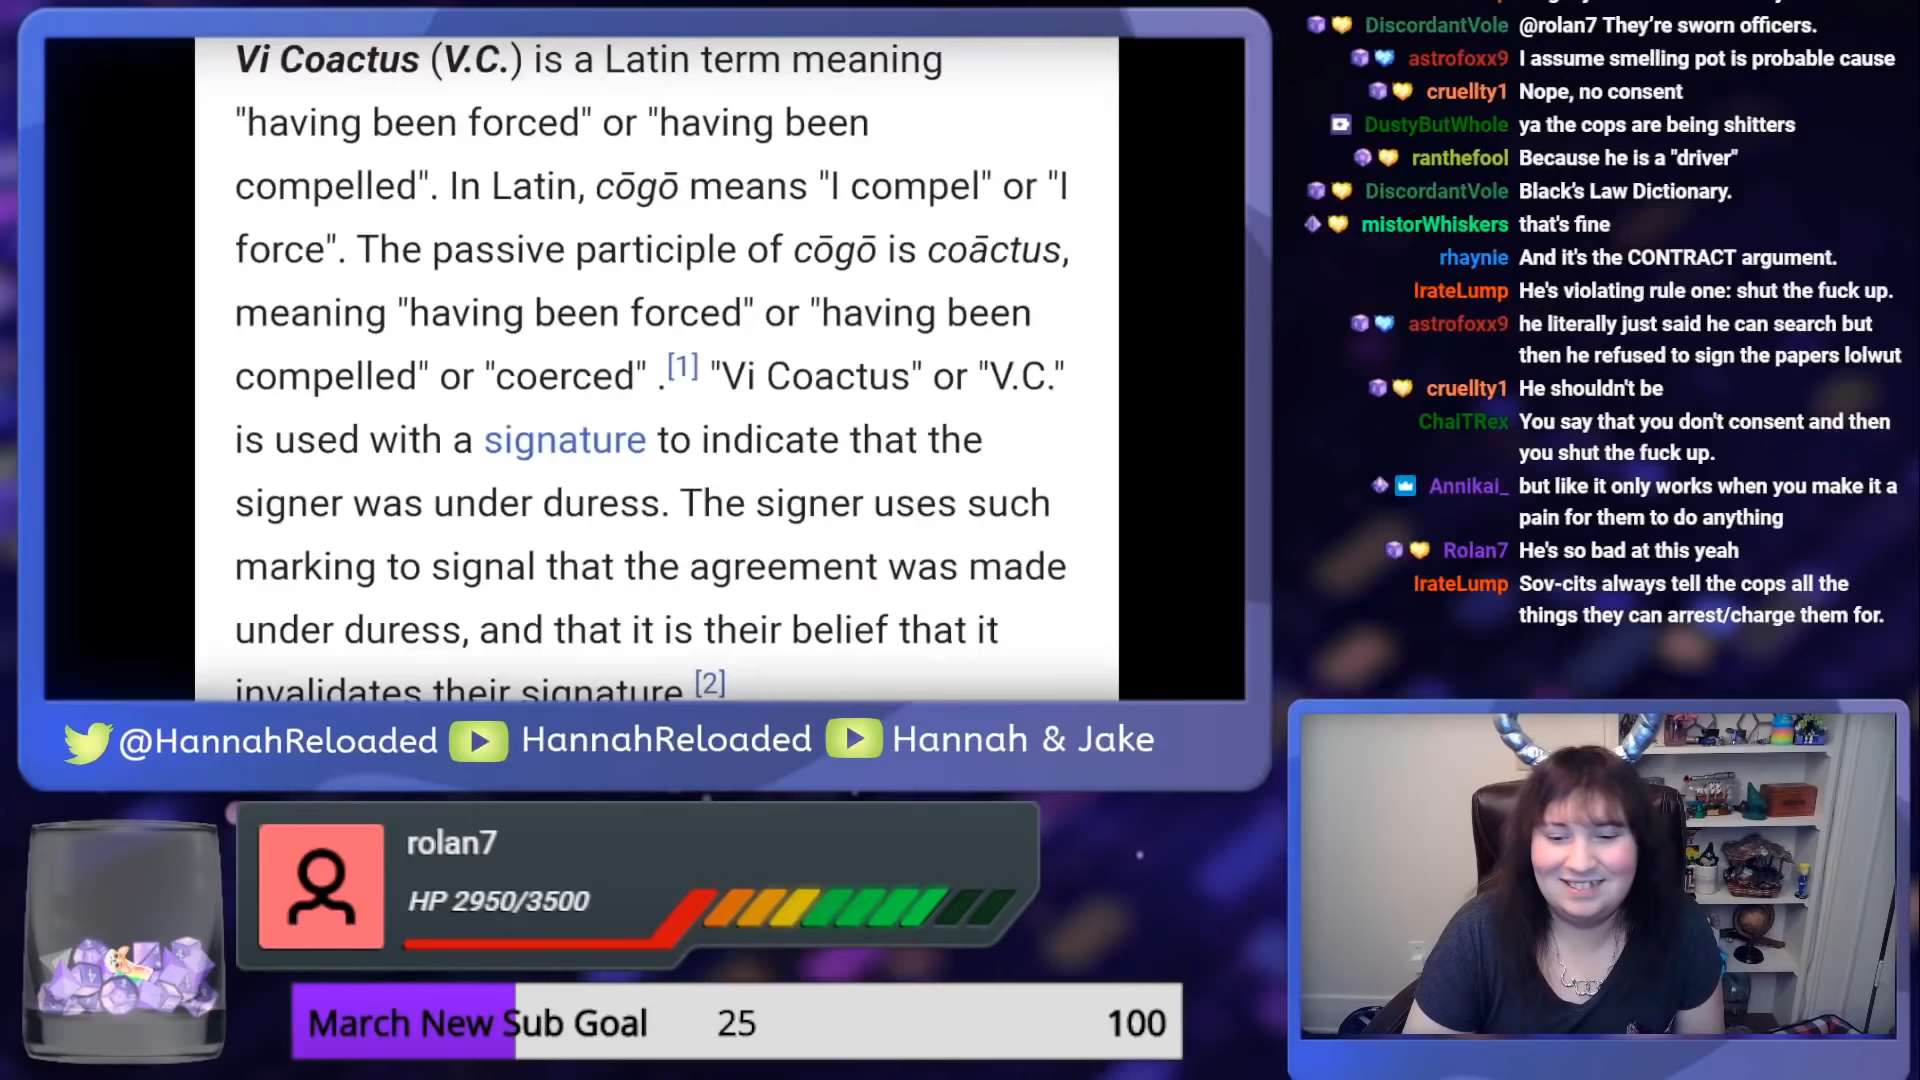 Vi Coactus (V.C.) is a Latin term meaning
"having been forced" or "having been
compelled". In Latin, cōgō means "I compel" or "I
force". The passive participle of cōgō is coāctus,
meaning "having been forced" or "having been
compelled" or "coerced" .[1] "Vi Coactus" or "V.C."
is used with a signature to indicate that the
signer was under duress. The signer uses such
marking to signal that the agreement was made
under duress, and that it is their belief that it
invalidates their signature.[2]
@HannahReloaded HannahReloaded Hannah & Jake
rolan7
HP 2950/3500
March New Sub Goal 25 100
DiscordantVole @rolan7 They’re sworn officers.
astrofoxx9 I assume smelling pot is probable cause
cruellty1 Nope, no consent
DustyButWhole ya the cops are being shitters
ranthefool Because he is a "driver"
DiscordantVole Black’s Law Dictionary.
mistorWhiskers that's fine
rhaynie And it's the CONTRACT argument.
IrateLump He's violating rule one: shut the fuck up.
astrofoxx9 he literally just said he can search but
then he refused to sign the papers lolwut
cruellty1 He shouldn't be
ChaiTRex You say that you don't consent and then
you shut the fuck up.
Annikai_ but like it only works when you make it a
pain for them to do anything
Rolan7 He's so bad at this yeah
IrateLump Sov-cits always tell the cops all the
things they can arrest/charge them for.